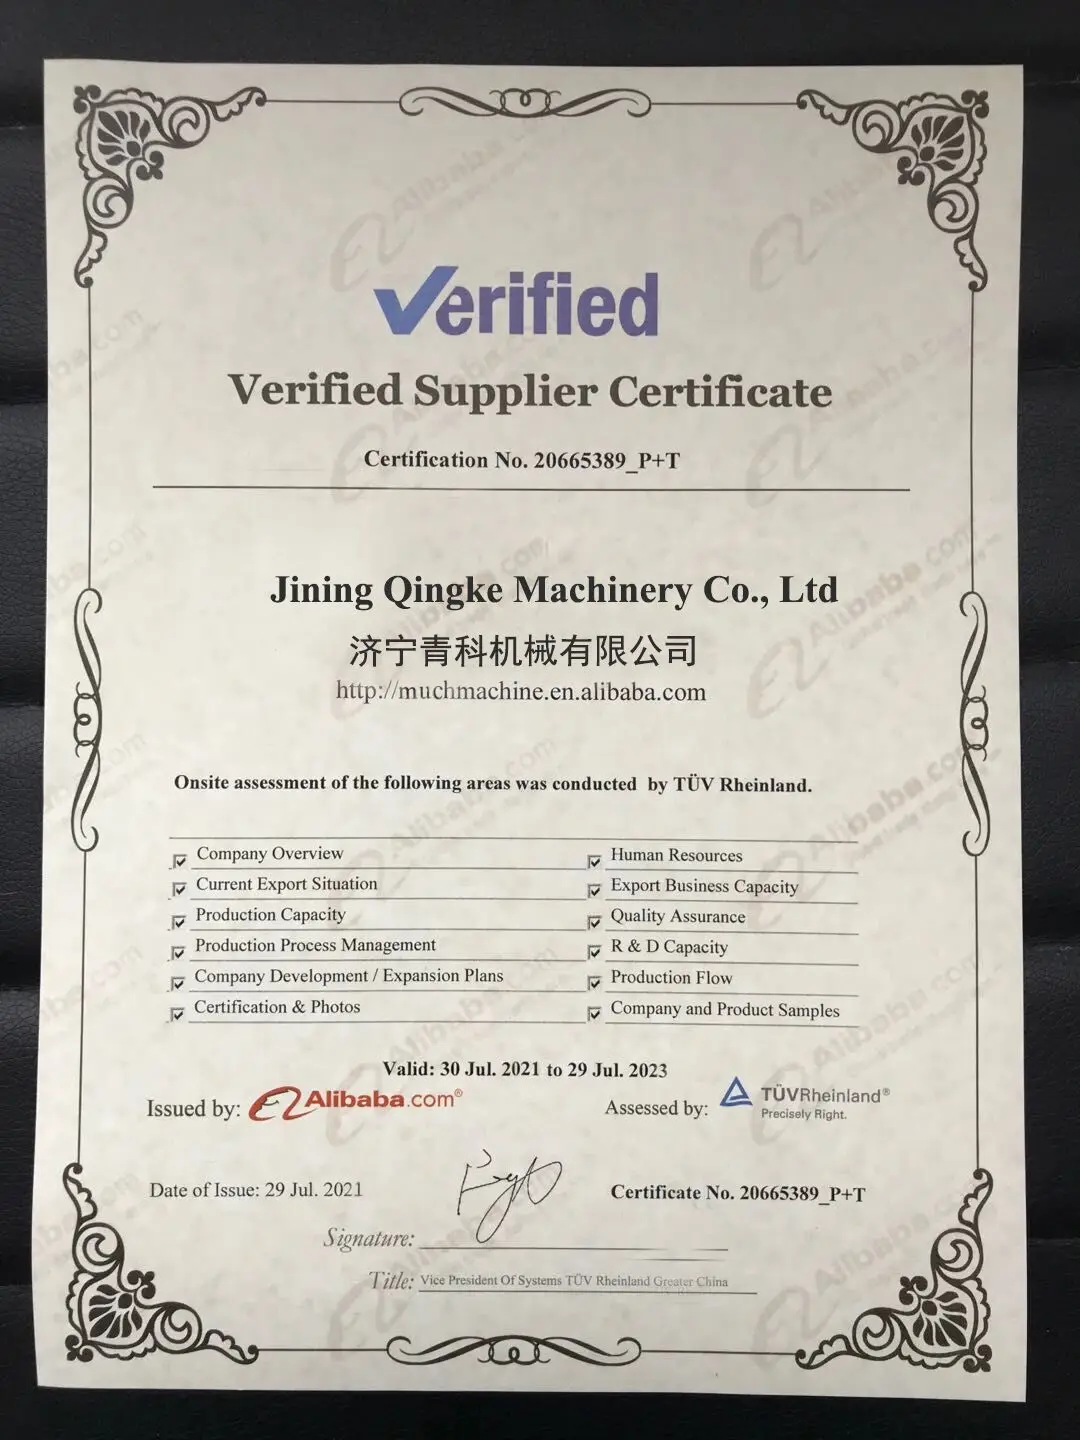 Verified
Verified Supplier Certificate
Certification No. 20665389_P+T
Jining Qingke Machinery Co., Ltd
济宁青科机械有限公司
http://muchmachine.en.alibaba.com
Onsite assessment of the following areas was conducted by TÜV Rheinland.
Company Overview
Human Resources
Current Export Situation
Export Business Capacity
Production Capacity
Quality Assurance
Production Process Management
R & D Capacity
Company Development / Expansion Plans
Production Flow
Certification & Photos
Company and Product Samples
Valid: 30 Jul. 2021 to 29 Jul. 2023
Issued by: Alibaba.com®
Assessed by: TÜVRheinland®
Precisely Right.
Date of Issue: 29 Jul. 2021
Certificate No. 20665389_P+T
Signature:
Title: Vice President Of Systems TÜV Rheinland Greater China